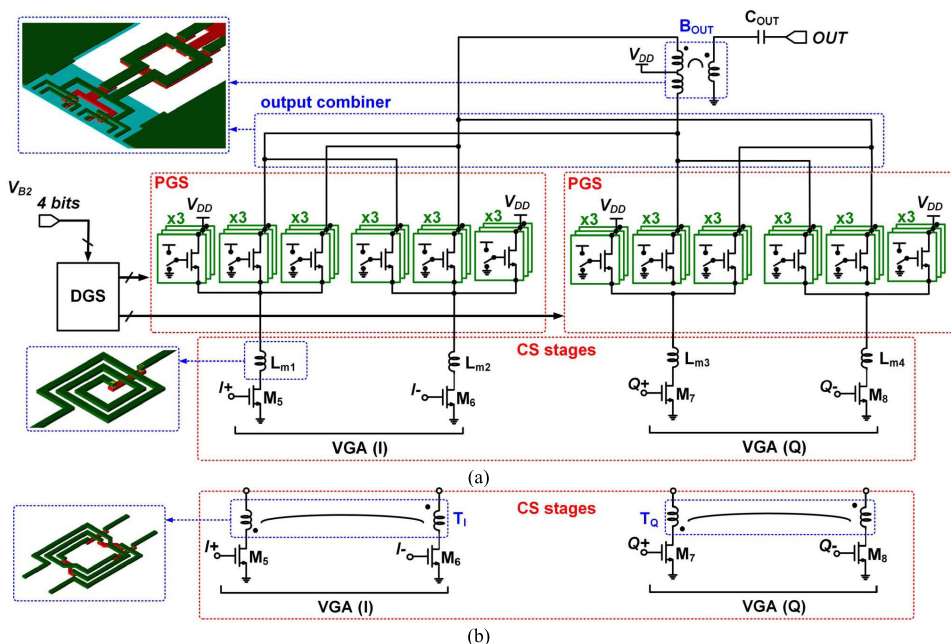 B_OUT
C_OUT
OUT
V_DD
output combiner
PGS
PGS
V_B2
4 bits
V_DD
x3
x3
x3
x3
x3
x3
V_DD
x3
V_DD
x3
x3
x3
x3
x3
V_DD
DGS
CS stages
L_m1
L_m2
L_m3
L_m4
I+
M_5
I-
M_6
Q+
M_7
Q-
M_8
VGA (I)
VGA (Q)
(a)
CS stages
T_I
T_Q
I+
M_5
I-
M_6
Q+
M_7
Q-
M_8
VGA (I)
VGA (Q)
(b)